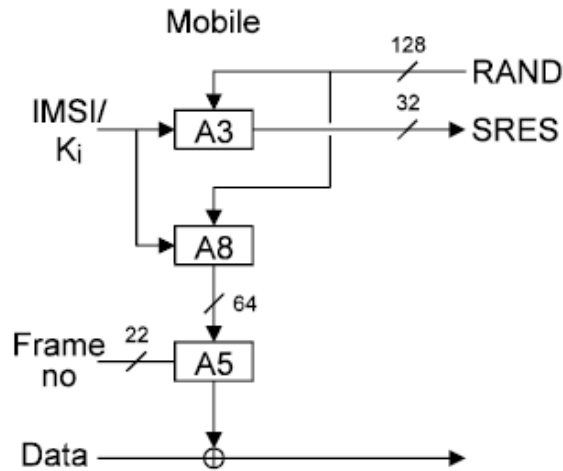 Mobile
128
RAND
32
IMSI/
Ki
A3
SRES
A8
64
22
Frame
no
A5
Data